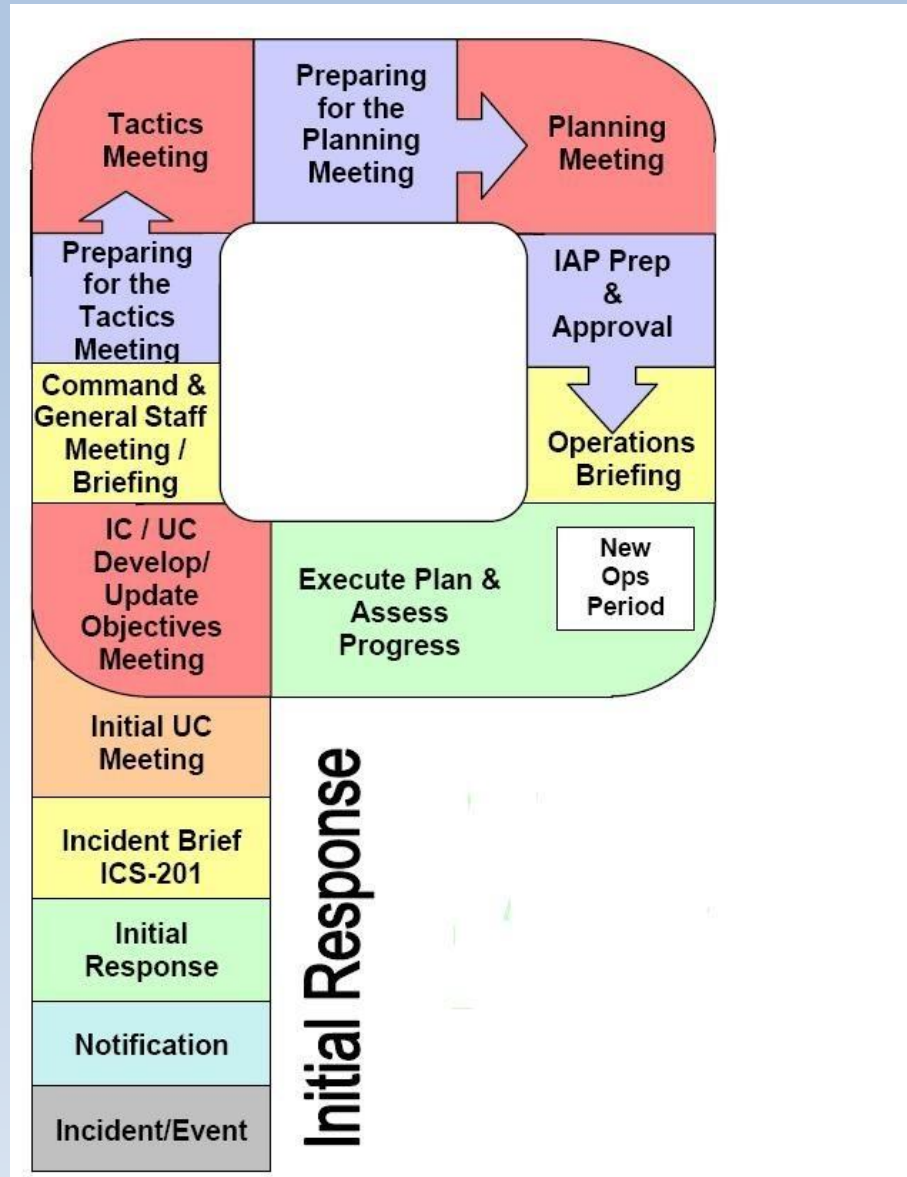 Tactics
Meeting
Preparing
for the
Planning
Meeting
Planning
Meeting
Preparing
for the
Tactics
Meeting
IAP Prep
&
Approval
Command &
General Staff
Meeting /
Briefing
Operations
Briefing
IC / UC
Develop/
Update
Objectives
Meeting
Execute Plan &
Assess
Progress
New
Ops
Period
Initial UC
Meeting
Incident Brief
ICS-201
Initial
Response
Notification
Incident/Event
Initial Response